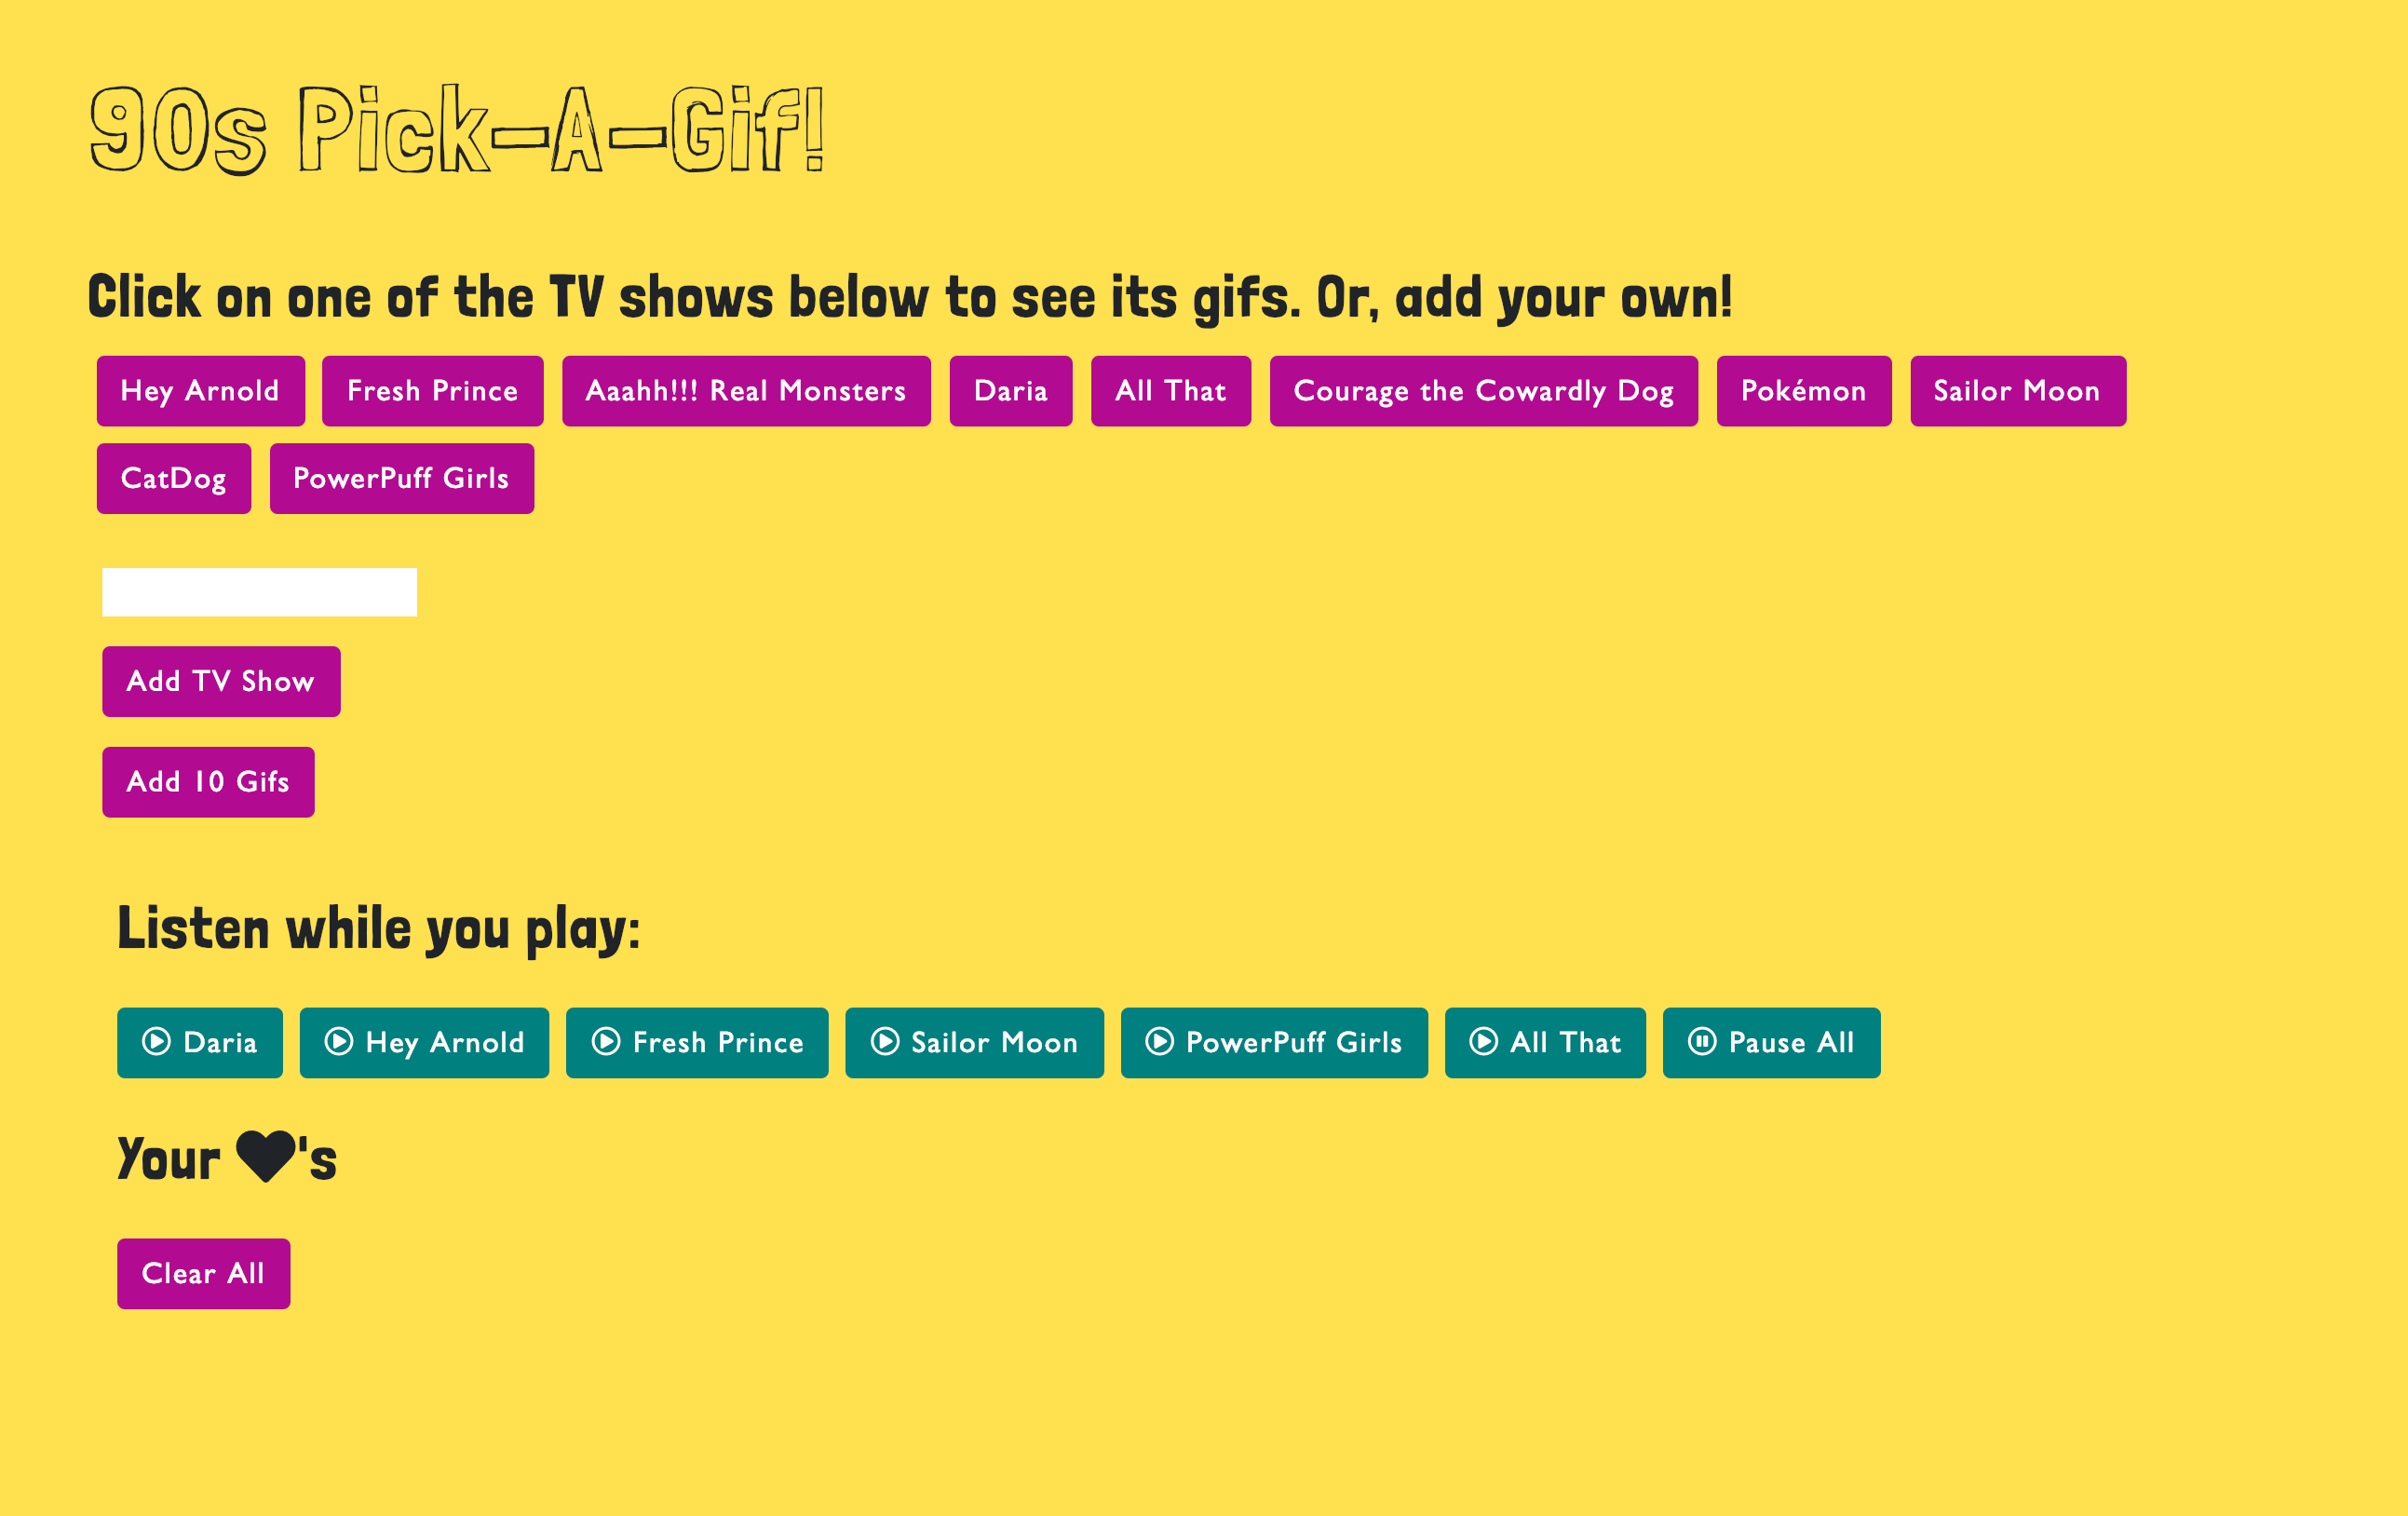 90s Pick-A-Gif!
Click on one of the TV shows below to see its gifs. Or, add your own!
Hey Arnold Fresh Prince Aaahh!!! Real Monsters Daria All That Courage the Cowardly Dog Pokémon Sailor Moon
CatDog PowerPuff Girls
Add TV Show
Add 10 Gifs
Listen while you play:
Daria Hey Arnold Fresh Prince Sailor Moon PowerPuff Girls All That Pause All
Your ♥'s
Clear All